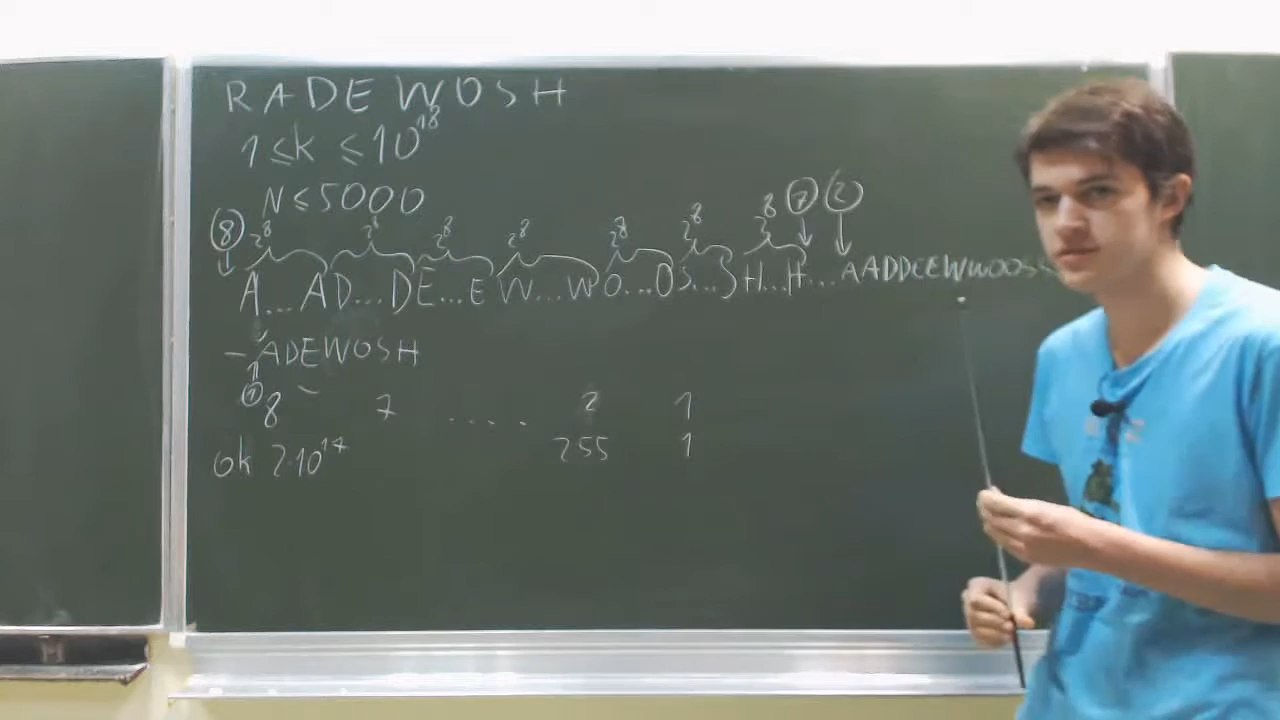 RADEWOSH
1 ≤ k ≤ 10^18
N ≤ 5000
8 2^8 2^8 2^8 2^8 2^8 2^8 2^8 7 2
A...AD...DE...EW...WO...OS...SH...H...AADDEEWWOOS
-ADEWOSH
1
8 7 .... 2 1
ok 2·10^17 255 1